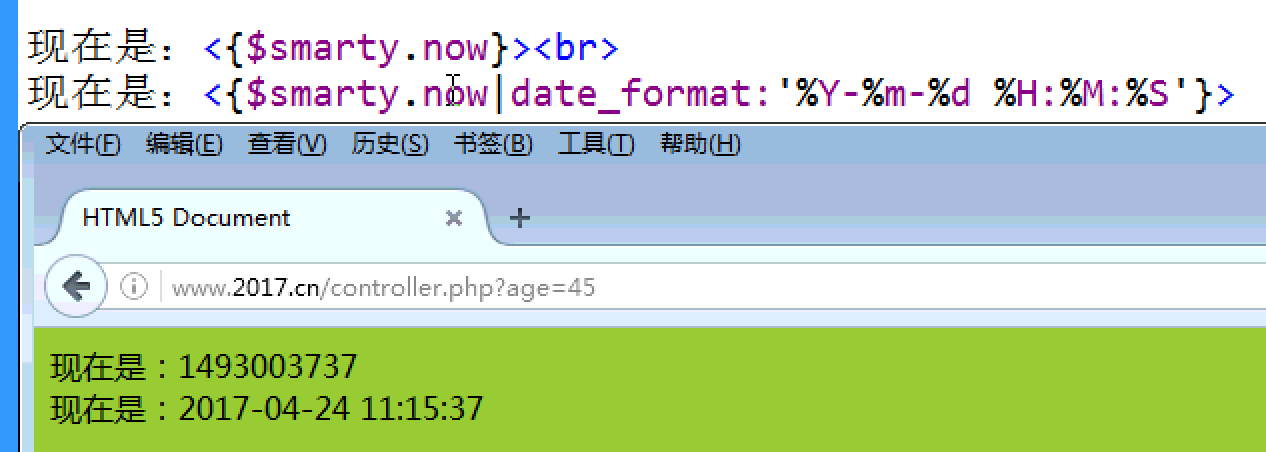 现在是：<{$smarty.now}><br>
现在是：<{$smarty.now|date_format:'%Y-%m-%d %H:%M:%S'}>
文件(F) 编辑(E) 查看(V) 历史(S) 书签(B) 工具(T) 帮助(H)
HTML5 Document × +
www.2017.cn/controller.php?age=45
现在是：1493003737
现在是：2017-04-24 11:15:37